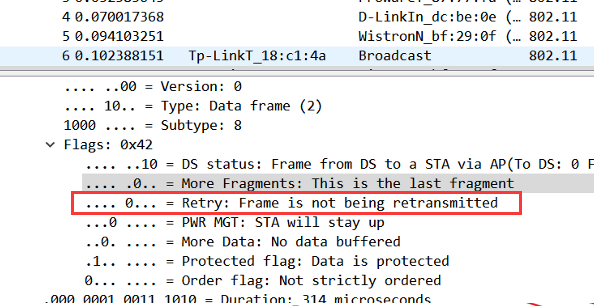 4 0.070017368 D-LinkIn_dc:be:0e (… 802.11
5 0.094103251 WistronN_bf:29:0f (… 802.11
6 0.102388151 Tp-LinkT_18:c1:4a Broadcast 802.11
.... ..00 = Version: 0
.... 10.. = Type: Data frame (2)
1000 .... = Subtype: 8
Flags: 0x42
.... ..10 = DS status: Frame from DS to a STA via AP(To DS: 0 F
.... .0.. = More Fragments: This is the last fragment
.... 0... = Retry: Frame is not being retransmitted
...0 .... = PWR MGT: STA will stay up
..0. .... = More Data: No data buffered
.1.. .... = Protected flag: Data is protected
0... .... = Order flag: Not strictly ordered
.000 0001 0011 1010 = Duration: 314 microseconds